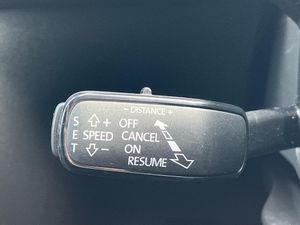 − DISTANCE +
S + OFF
E SPEED CANCEL
T − ON
RESUME